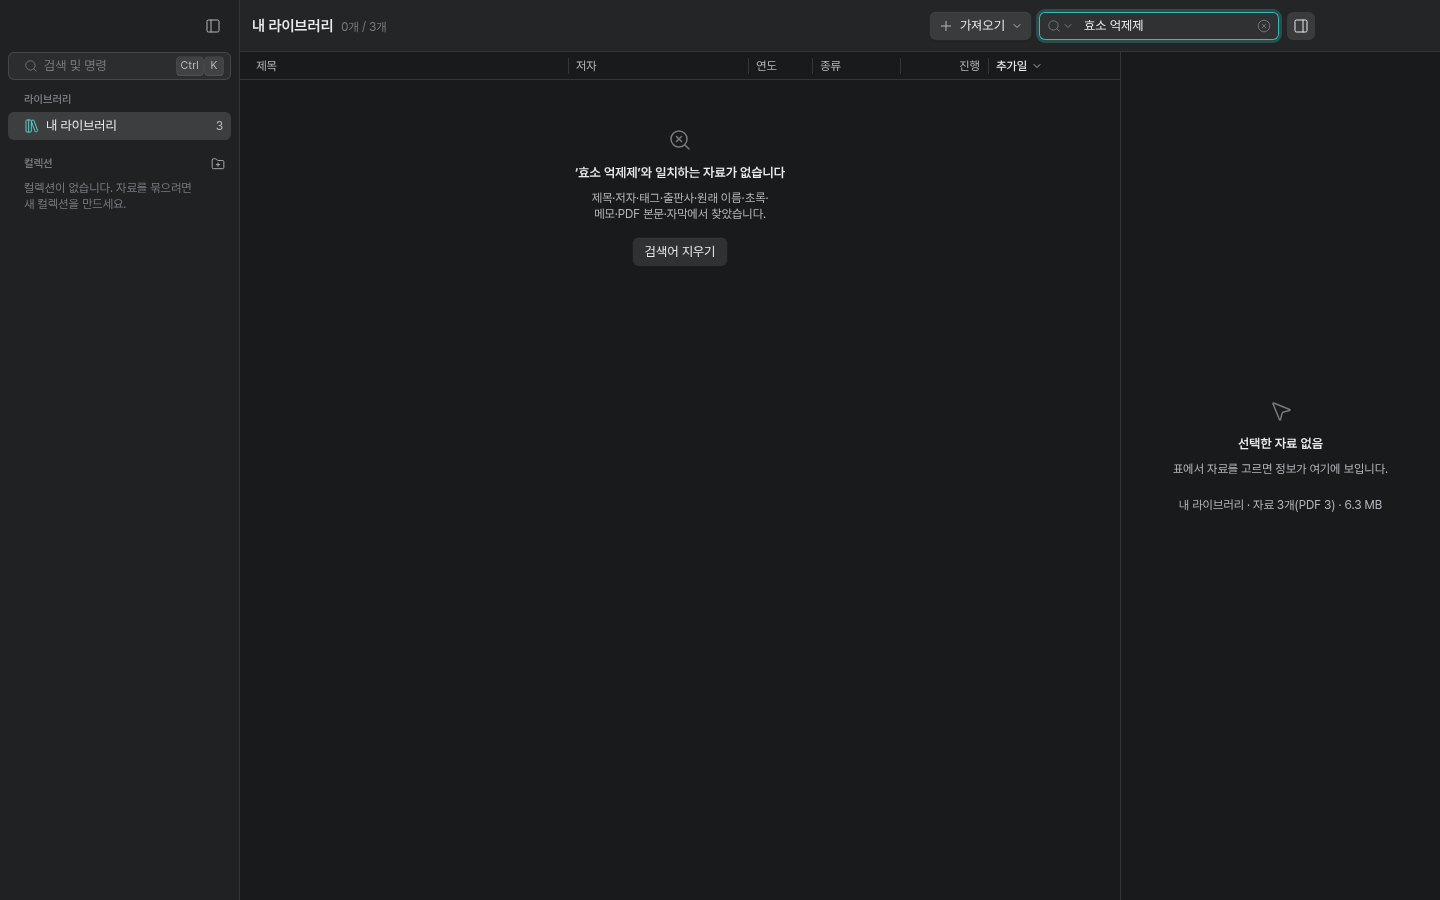 내 라이브러리 0개 / 3개
가져오기
효소 억제제
검색 및 명령 Ctrl K
라이브러리
내 라이브러리 3
컬렉션
컬렉션이 없습니다. 자료를 묶으려면
새 컬렉션을 만드세요.
제목 저자 연도 종류 진행 추가일
'효소 억제제'와 일치하는 자료가 없습니다
제목·저자·태그·출판사·원래 이름·초록·
메모·PDF 본문·자막에서 찾았습니다.
검색어 지우기
선택한 자료 없음
표에서 자료를 고르면 정보가 여기에 보입니다.
내 라이브러리 · 자료 3개(PDF 3) · 6.3 MB